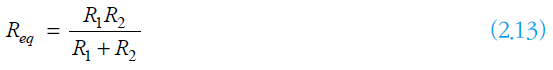 R_eq = R_1 R_2 / (R_1 + R_2) (2.13)